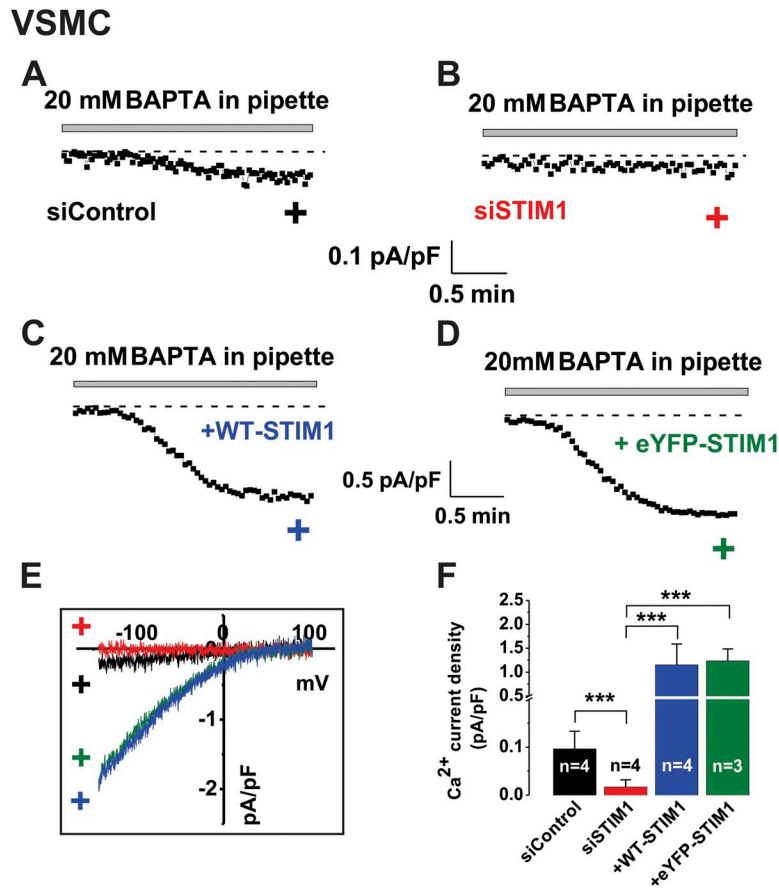 VSMC
A
20 mM BAPTA in pipette
siControl
+
B
20 mM BAPTA in pipette
siSTIM1
+
0.1 pA/pF
0.5 min
C
20 mM BAPTA in pipette
+WT-STIM1
+
D
20mM BAPTA in pipette
+ eYFP-STIM1
+
0.5 pA/pF
0.5 min
E
+
+
+
+
-100 0 100
0
mV
-1
-2
pA/pF
F
Ca2+ current density
(pA/pF)
2.5
2.0
1.5
1.0
0.5
0.1
0.0
***
***
***
n=4
n=4
n=4
n=3
siControl
siSTIM1
+WT-STIM1
+eYFP-STIM1